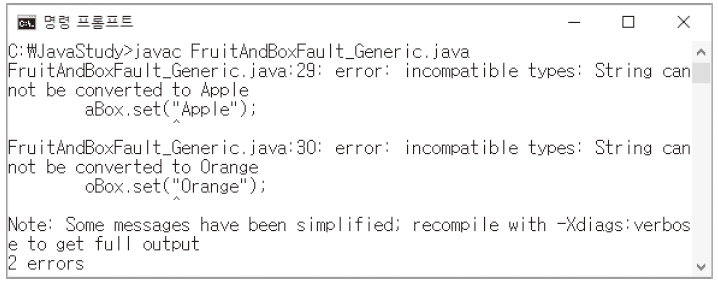 명령 프롬프트
C:₩JavaStudy>javac FruitAndBoxFault_Generic.java
FruitAndBoxFault_Generic.java:29: error: incompatible types: String can
not be converted to Apple
        aBox.set("Apple");
                 ^
FruitAndBoxFault_Generic.java:30: error: incompatible types: String can
not be converted to Orange
        oBox.set("Orange");
                 ^
Note: Some messages have been simplified; recompile with -Xdiags:verbos
e to get full output
2 errors